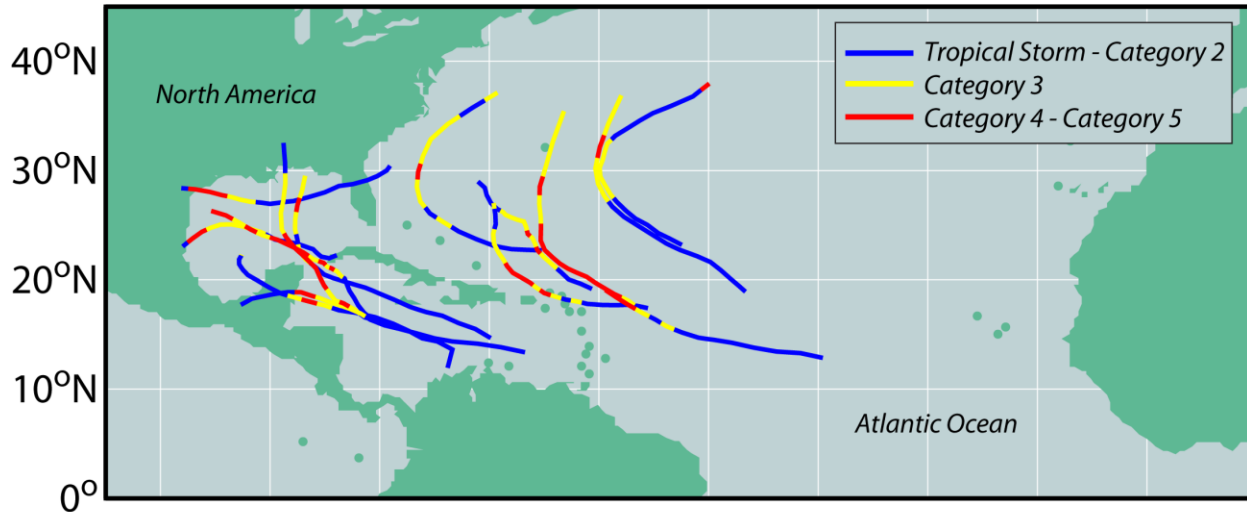 40°N
30°N
20°N
10°N
0°
North America
Atlantic Ocean
Tropical Storm - Category 2
Category 3
Category 4 - Category 5